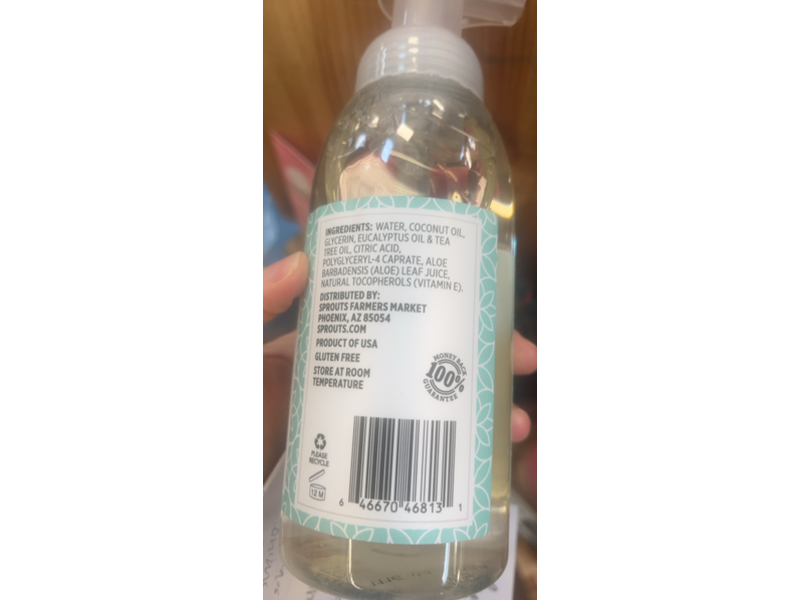 INGREDIENTS: WATER, COCONUT OIL,
GLYCERIN, EUCALYPTUS OIL & TEA
TREE OIL, CITRIC ACID,
POLYGLYCERYL-4 CAPRATE, ALOE
BARBADENSIS (ALOE) LEAF JUICE,
NATURAL TOCOPHEROLS (VITAMIN E).
DISTRIBUTED BY:
SPROUTS FARMERS MARKET
PHOENIX, AZ 85054
SPROUTS.COM
PRODUCT OF USA
GLUTEN FREE
STORE AT ROOM
TEMPERATURE
MONEY BACK
100%
GUARANTEE
PLEASE
RECYCLE
12 M
6 46670 46813 1